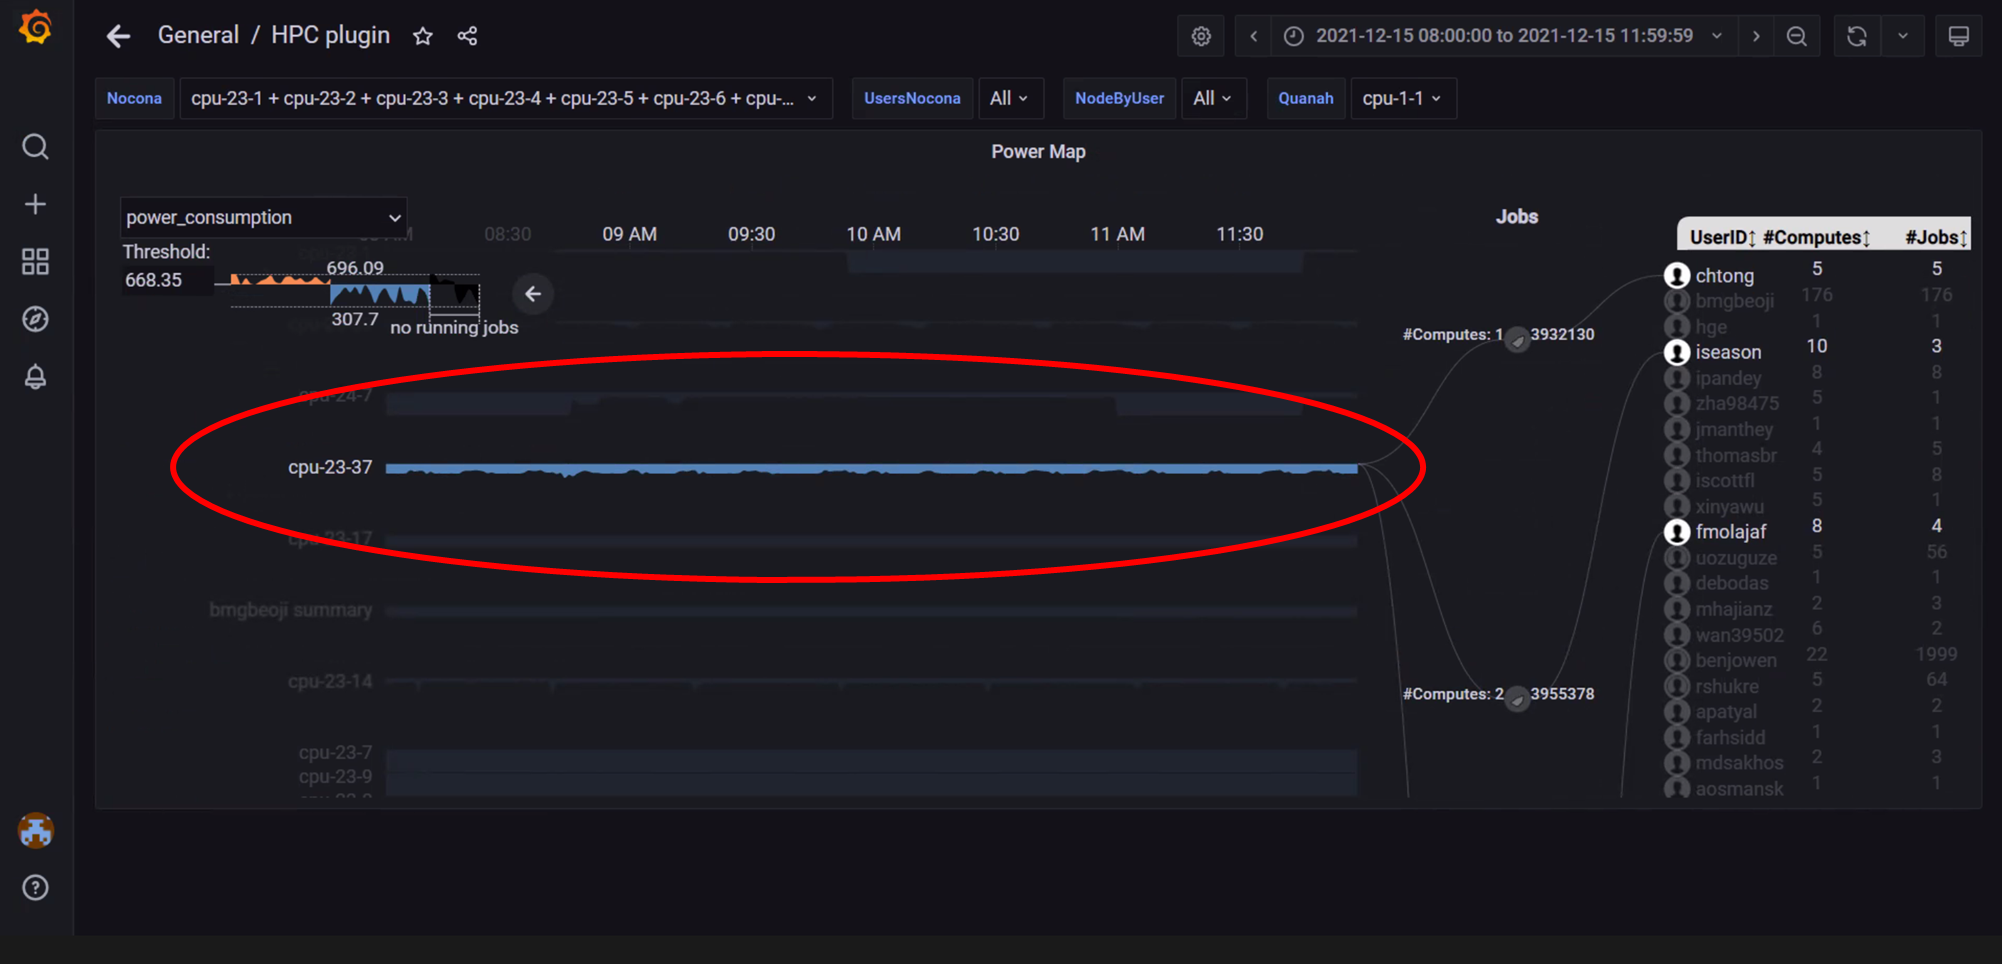 General / HPC plugin
2021-12-15 08:00:00 to 2021-12-15 11:59:59
Nocona cpu-23-1 + cpu-23-2 + cpu-23-3 + cpu-23-4 + cpu-23-5 + cpu-23-6 + cpu-...
UsersNocona All
NodeByUser All
Quanah cpu-1-1
Power Map
power_consumption
Threshold:
668.35
696.09
307.7
no running jobs
08:30 09 AM 09:30 10 AM 10:30 11 AM 11:30
cpu-24-7
cpu-23-37
cpu-23-17
bmgbeoji summary
cpu-23-14
cpu-23-7
cpu-23-9
Jobs
#Computes: 1 3932130
#Computes: 2 3955378
UserID↕ #Computes↕ #Jobs↕
chtong 5 5
bmgbeoji 176 176
hge 1 1
iseason 10 3
ipandey 8 8
zha98475 5 1
jmanthey 1 1
thomasbr 4 5
iscottfl 5 8
xinyawu 5 1
fmolajaf 8 4
uozuguze 5 56
debodas 1 1
mhajianz 2 3
wan39502 6 2
benjowen 22 1999
rshukre 5 64
apatyal 2 2
farhsidd 1 1
mdsakhos 2 3
aosmansk 1 1